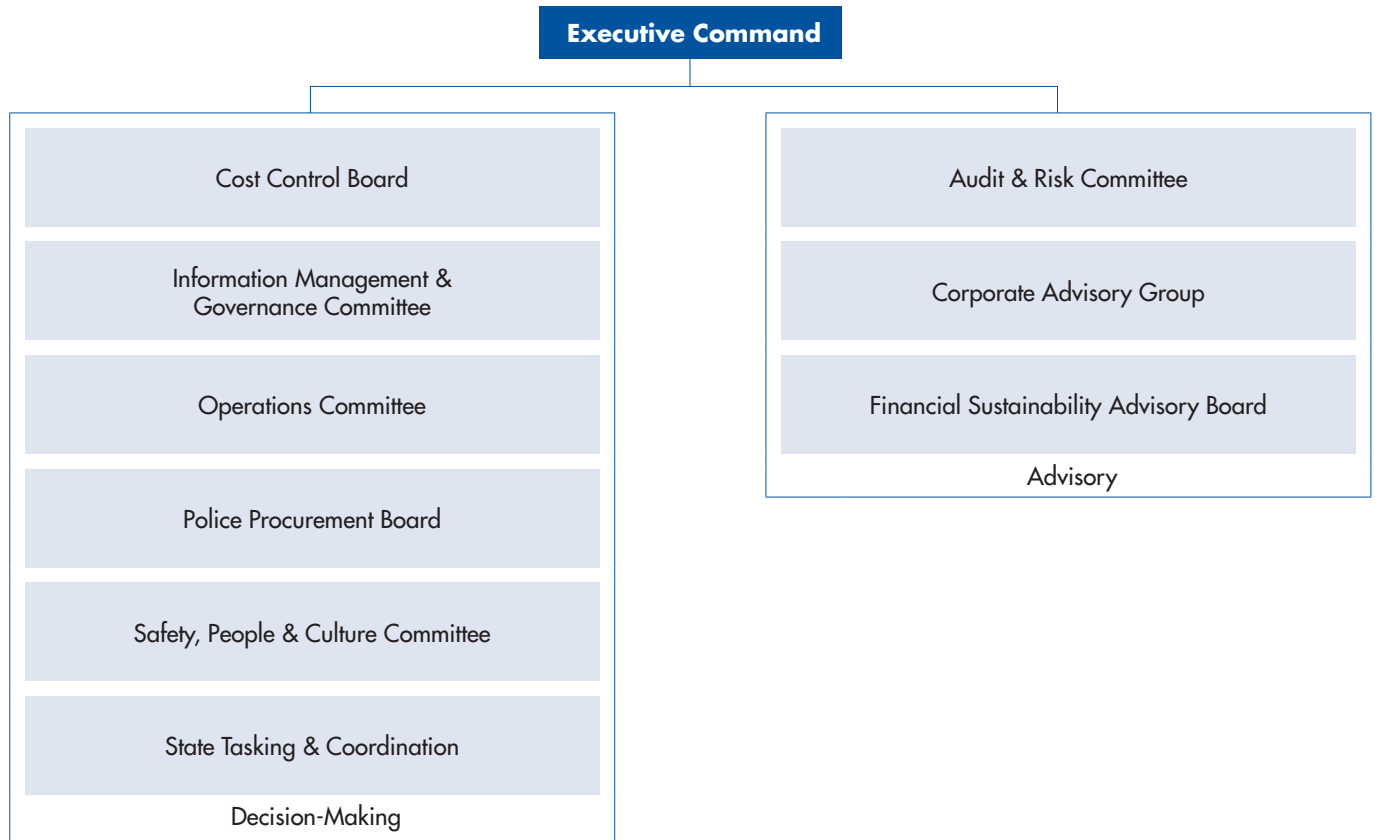 Executive Command
Cost Control Board
Information Management &
Governance Committee
Operations Committee
Police Procurement Board
Safety, People & Culture Committee
State Tasking & Coordination
Decision-Making
Audit & Risk Committee
Corporate Advisory Group
Financial Sustainability Advisory Board
Advisory